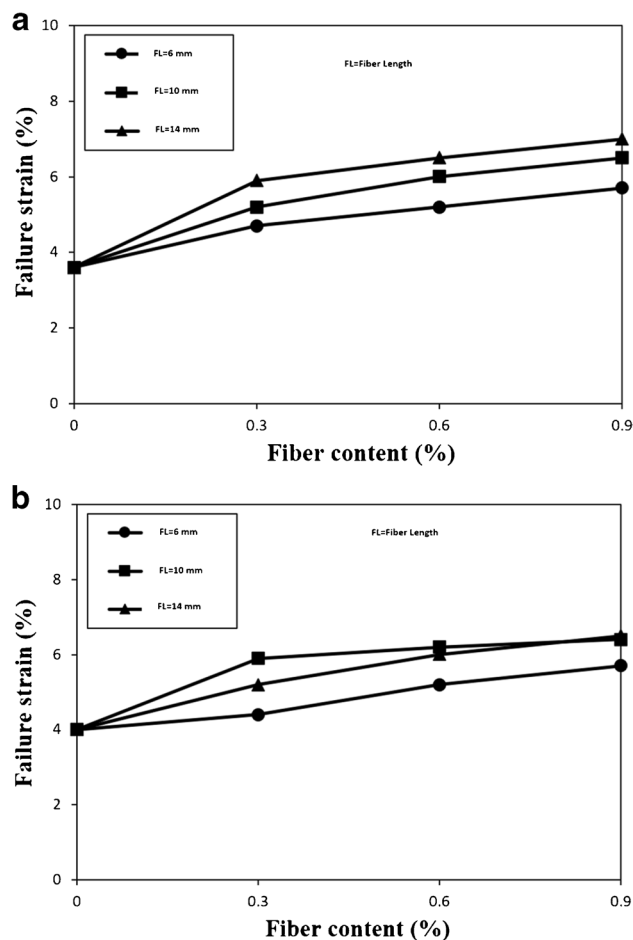 a
10
8
6
4
2
0
Failure strain (%)
FL=6 mm
FL=10 mm
FL=14 mm
FL=Fiber Length
0 0.3 0.6 0.9
Fiber content (%)
b
10
8
6
4
2
0
Failure strain (%)
FL=6 mm
FL=10 mm
FL=14 mm
FL=Fiber Length
0 0.3 0.6 0.9
Fiber content (%)